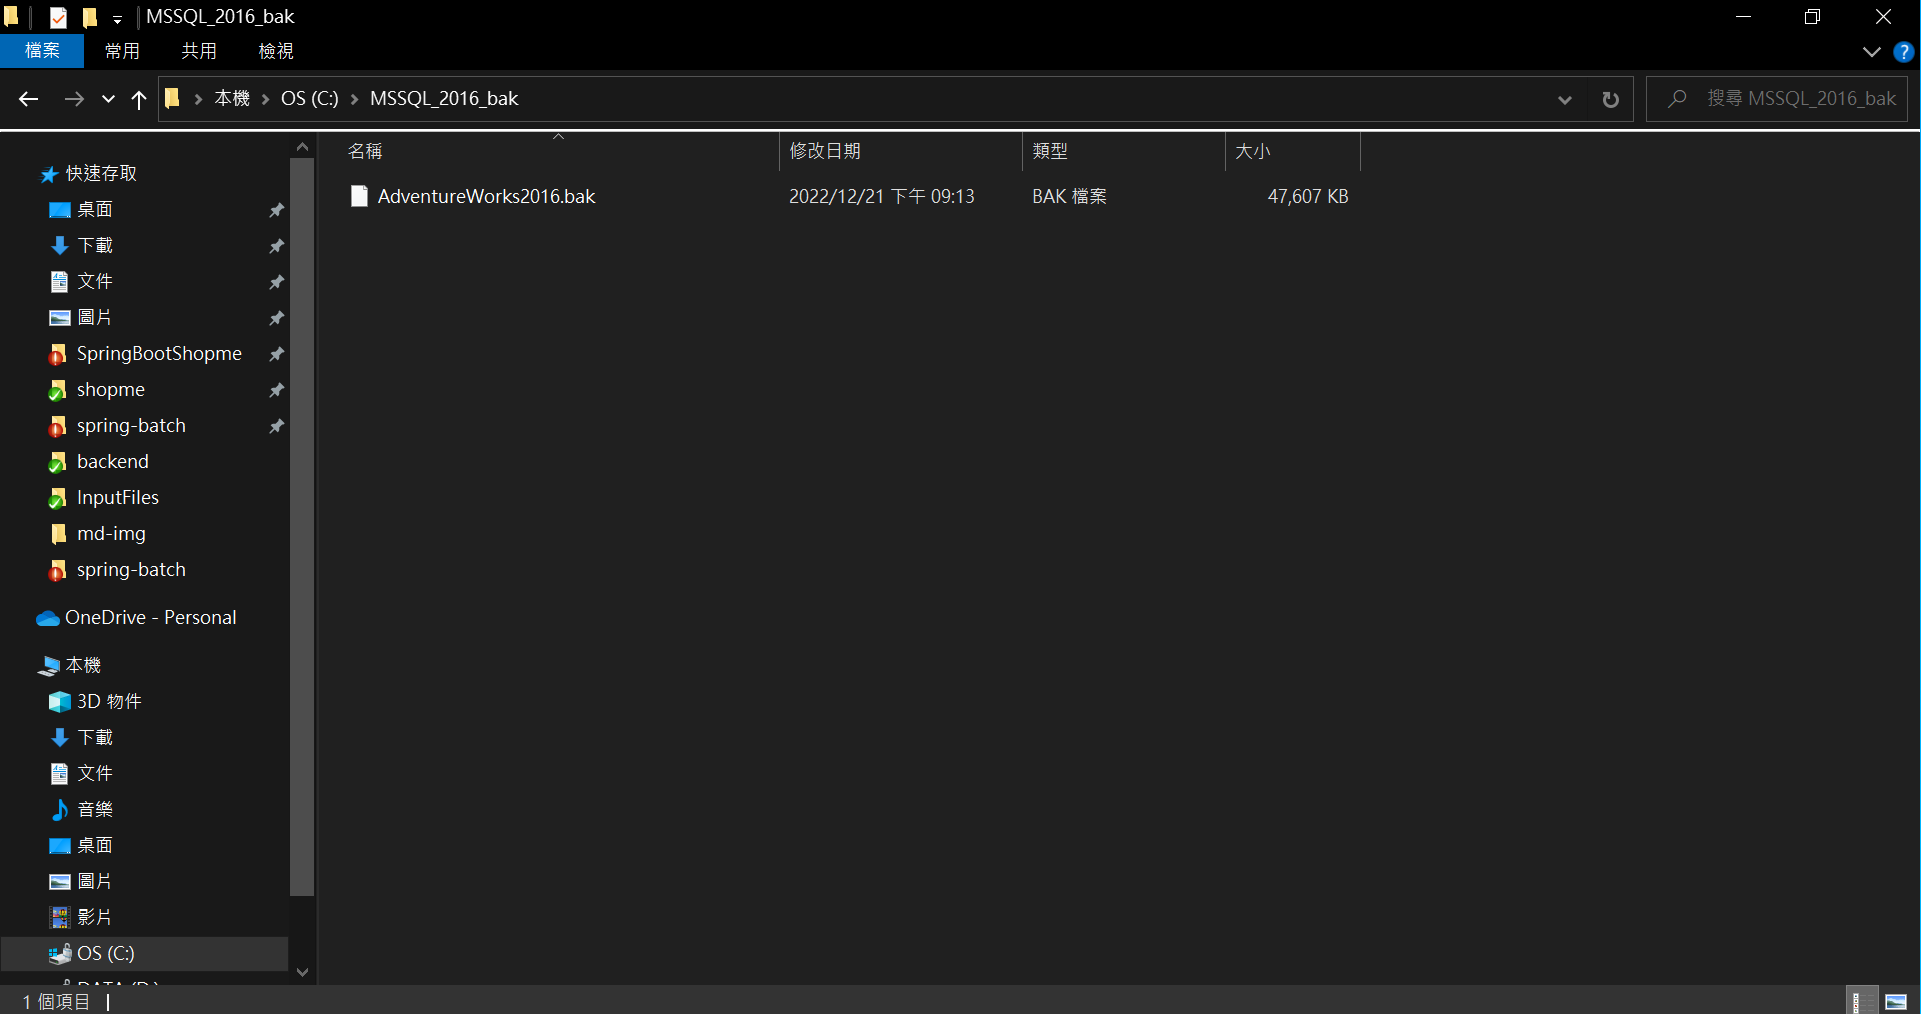 MSSQL_2016_bak
檔案 常用 共用 檢視
本機 OS (C:) MSSQL_2016_bak 搜尋 MSSQL_2016_bak
名稱 修改日期 類型 大小
AdventureWorks2016.bak 2022/12/21 下午 09:13 BAK 檔案 47,607 KB
快速存取
桌面
下載
文件
圖片
SpringBootShopme
shopme
spring-batch
backend
InputFiles
md-img
spring-batch
OneDrive - Personal
本機
3D 物件
下載
文件
音樂
桌面
圖片
影片
OS (C:)
DATA (D:)
1 個項目